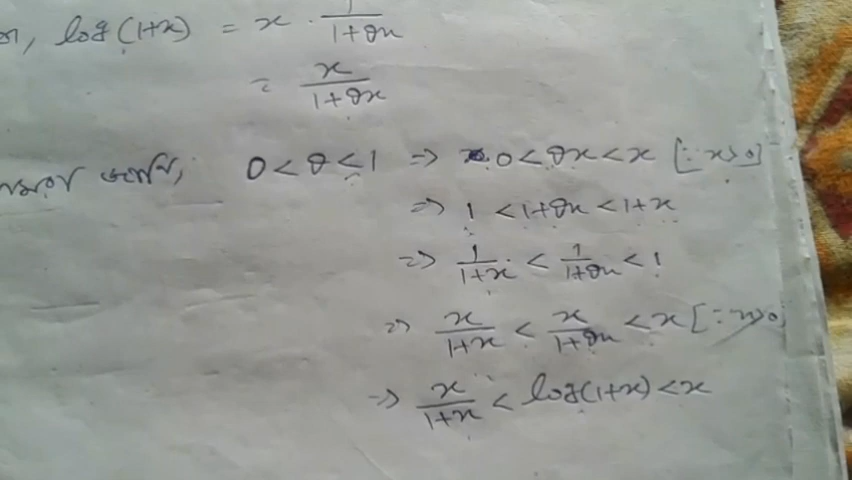 log(1+x) = x · 1/(1+θx)
= x/(1+θx)
জানি, 0 < θ < 1 ⇒ 0 < θx < x [∵ x>0]
⇒ 1 < 1+θx < 1+x
⇒ 1/(1+x) < 1/(1+θx) < 1
⇒ x/(1+x) < x/(1+θx) < x [∵ x>0]
⇒ x/(1+x) < log(1+x) < x